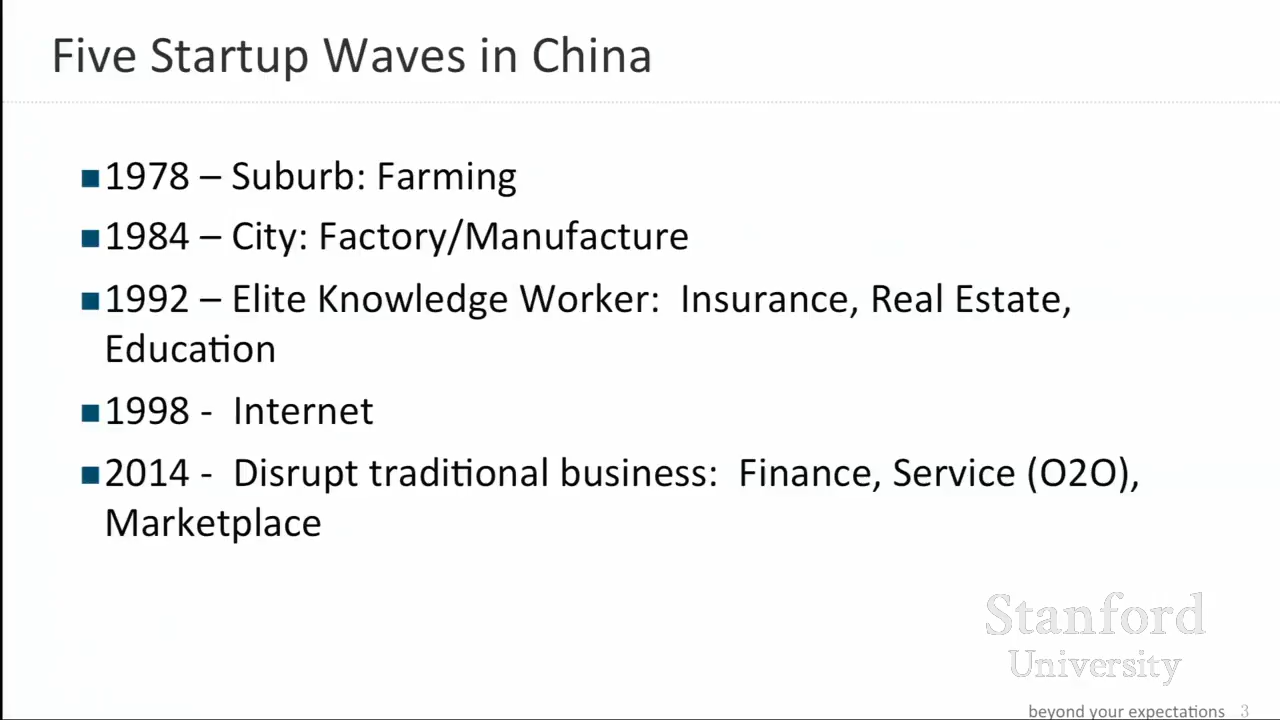 Five Startup Waves in China
■1978 – Suburb: Farming
■1984 – City: Factory/Manufacture
■1992 – Elite Knowledge Worker:  Insurance, Real Estate,
Education
■1998 -  Internet
■2014 -  Disrupt traditional business:  Finance, Service (O2O),
Marketplace
Stanford
University
beyond your expectations 3